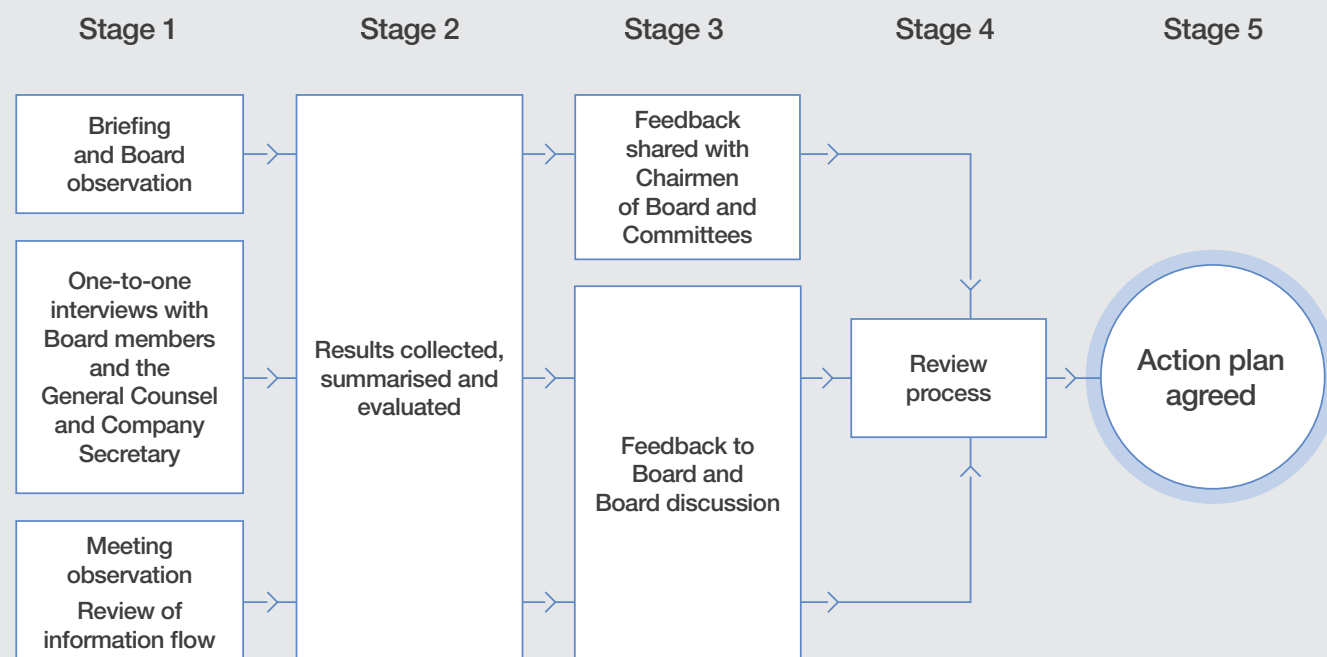 Stage 1
Stage 2
Stage 3
Stage 4
Stage 5
Briefing
and Board
observation
One-to-one
interviews with
Board members
and the
General Counsel
and Company
Secretary
Meeting
observation
Review of
information flow
Results collected,
summarised and
evaluated
Feedback
shared with
Chairmen
of Board and
Committees
Feedback to
Board and
Board discussion
Review
process
Action plan
agreed